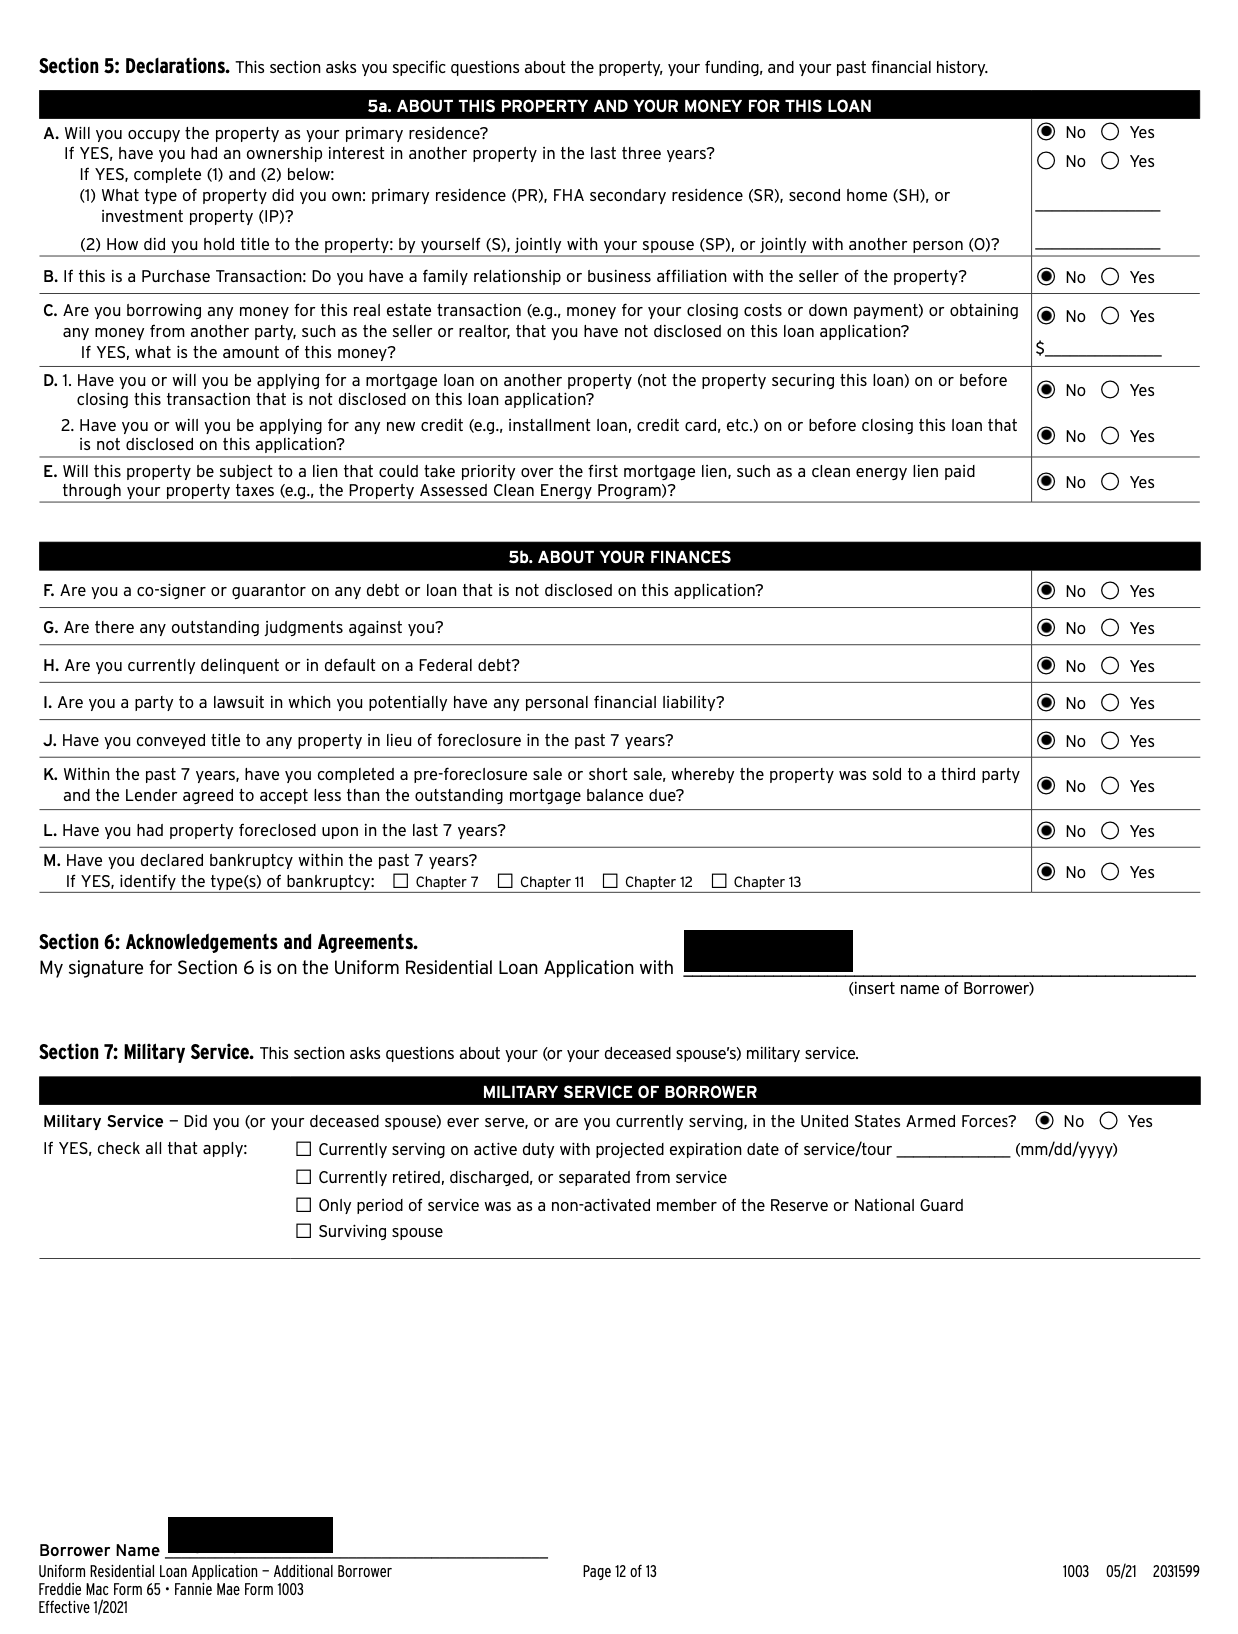 Section 5: Declarations. This section asks you specific questions about the property, your funding, and your past financial history.
5a. ABOUT THIS PROPERTY AND YOUR MONEY FOR THIS LOAN
A. Will you occupy the property as your primary residence? No Yes
If YES, have you had an ownership interest in another property in the last three years? No Yes
If YES, complete (1) and (2) below:
(1) What type of property did you own: primary residence (PR), FHA secondary residence (SR), second home (SH), or
investment property (IP)?
(2) How did you hold title to the property: by yourself (S), jointly with your spouse (SP), or jointly with another person (O)?
B. If this is a Purchase Transaction: Do you have a family relationship or business affiliation with the seller of the property? No Yes
C. Are you borrowing any money for this real estate transaction (e.g., money for your closing costs or down payment) or obtaining
any money from another party, such as the seller or realtor, that you have not disclosed on this loan application? No Yes
If YES, what is the amount of this money? $
D. 1. Have you or will you be applying for a mortgage loan on another property (not the property securing this loan) on or before
closing this transaction that is not disclosed on this loan application? No Yes
2. Have you or will you be applying for any new credit (e.g., installment loan, credit card, etc.) on or before closing this loan that
is not disclosed on this application? No Yes
E. Will this property be subject to a lien that could take priority over the first mortgage lien, such as a clean energy lien paid
through your property taxes (e.g., the Property Assessed Clean Energy Program)? No Yes
5b. ABOUT YOUR FINANCES
F. Are you a co-signer or guarantor on any debt or loan that is not disclosed on this application? No Yes
G. Are there any outstanding judgments against you? No Yes
H. Are you currently delinquent or in default on a Federal debt? No Yes
I. Are you a party to a lawsuit in which you potentially have any personal financial liability? No Yes
J. Have you conveyed title to any property in lieu of foreclosure in the past 7 years? No Yes
K. Within the past 7 years, have you completed a pre-foreclosure sale or short sale, whereby the property was sold to a third party
and the Lender agreed to accept less than the outstanding mortgage balance due? No Yes
L. Have you had property foreclosed upon in the last 7 years? No Yes
M. Have you declared bankruptcy within the past 7 years? No Yes
If YES, identify the type(s) of bankruptcy: Chapter 7 Chapter 11 Chapter 12 Chapter 13
Section 6: Acknowledgements and Agreements.
My signature for Section 6 is on the Uniform Residential Loan Application with
(insert name of Borrower)
Section 7: Military Service. This section asks questions about your (or your deceased spouse's) military service.
MILITARY SERVICE OF BORROWER
Military Service – Did you (or your deceased spouse) ever serve, or are you currently serving, in the United States Armed Forces? No Yes
If YES, check all that apply: Currently serving on active duty with projected expiration date of service/tour (mm/dd/yyyy)
Currently retired, discharged, or separated from service
Only period of service was as a non-activated member of the Reserve or National Guard
Surviving spouse
Borrower Name
Uniform Residential Loan Application – Additional Borrower Page 12 of 13 1003 05/21 2031599
Freddie Mac Form 65 • Fannie Mae Form 1003
Effective 1/2021